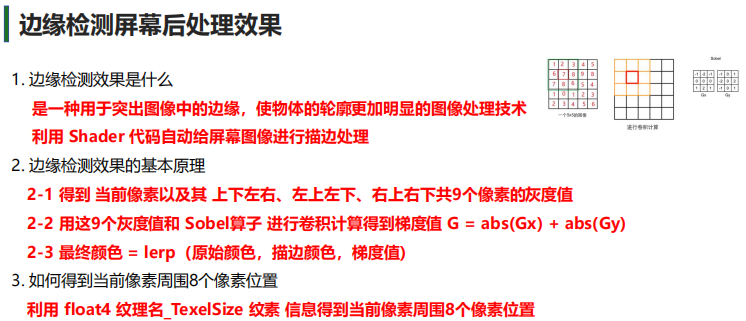 边缘检测屏幕后处理效果
1. 边缘检测效果是什么
是一种用于突出图像中的边缘，使物体的轮廓更加明显的图像处理技术
利用 Shader 代码自动给屏幕图像进行描边处理
2. 边缘检测效果的基本原理
2-1 得到 当前像素以及其 上下左右、左上左下、右上右下共9个像素的灰度值
2-2 用这9个灰度值和 Sobel算子 进行卷积计算得到梯度值 G = abs(Gx) + abs(Gy)
2-3 最终颜色 = lerp（原始颜色，描边颜色，梯度值)
3. 如何得到当前像素周围8个像素位置
利用 float4 纹理名_TexelSize 纹素 信息得到当前像素周围8个像素位置
1 2 3 4 5
6 7 8 9 8
7 8 6 5 4
1 0 1 2 3
2 3 4 5 6
一个5x5的图像
进行卷积计算
Sobel
-1 -2 -1
0 0 0
1 2 1
Gx
-1 0 1
-2 0 2
-1 0 1
Gy